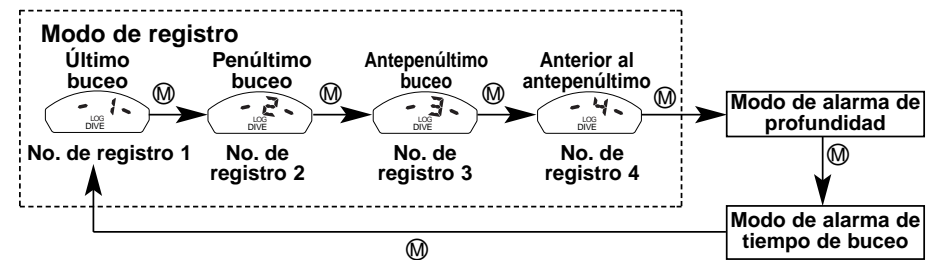 Modo de registro
Último
buceo
Penúltimo
buceo
Antepenúltimo
buceo
Anterior al
antepenúltimo
Ⓜ
Ⓜ
Ⓜ
Ⓜ
- 1 -
LOG
DIVE
- 2 -
LOG
DIVE
- 3 -
LOG
DIVE
- 4 -
LOG
DIVE
No. de registro 1
No. de
registro 2
No. de
registro 3
No. de
registro 4
Modo de alarma de
profundidad
Ⓜ
Modo de alarma de
tiempo de buceo
Ⓜ